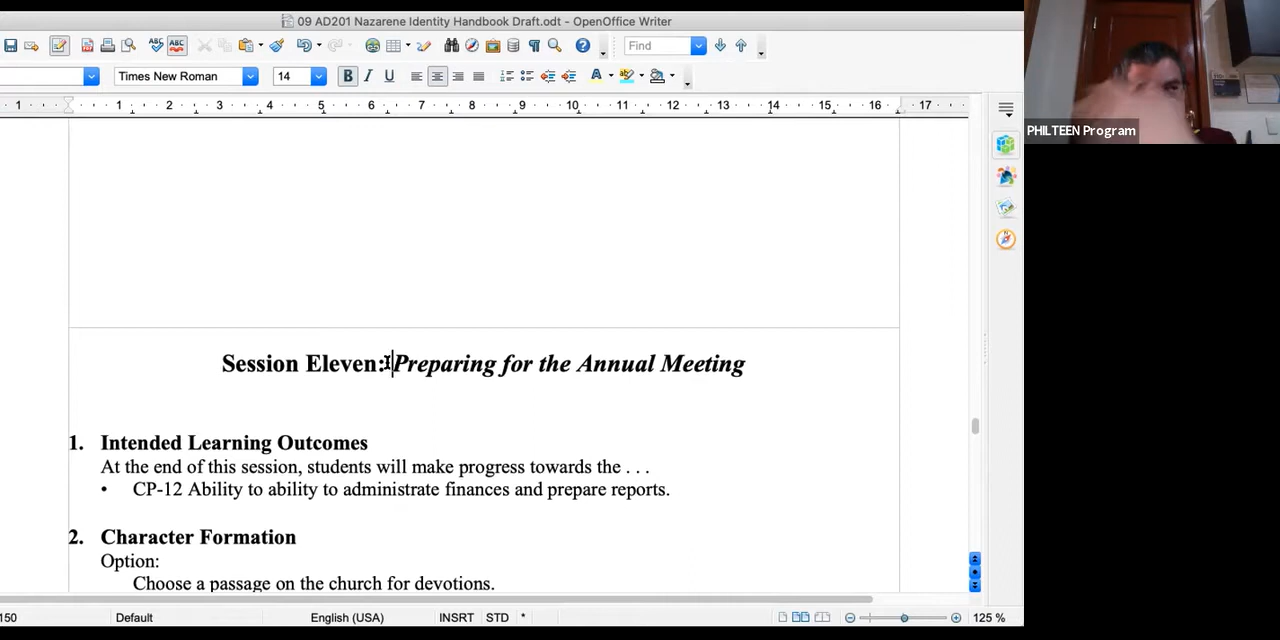 09 AD201 Nazarene Identity Handbook Draft.odt - OpenOffice Writer
Find
Times New Roman
14
1 1 2 3 4 5 6 7 8 9 10 11 12 13 14 15 16 17
PHILTEEN Program
Session Eleven: Preparing for the Annual Meeting
1. Intended Learning Outcomes
At the end of this session, students will make progress towards the . . .
• CP-12 Ability to ability to administrate finances and prepare reports.
2. Character Formation
Option:
Choose a passage on the church for devotions.
150 Default English (USA) INSRT STD * 125 %